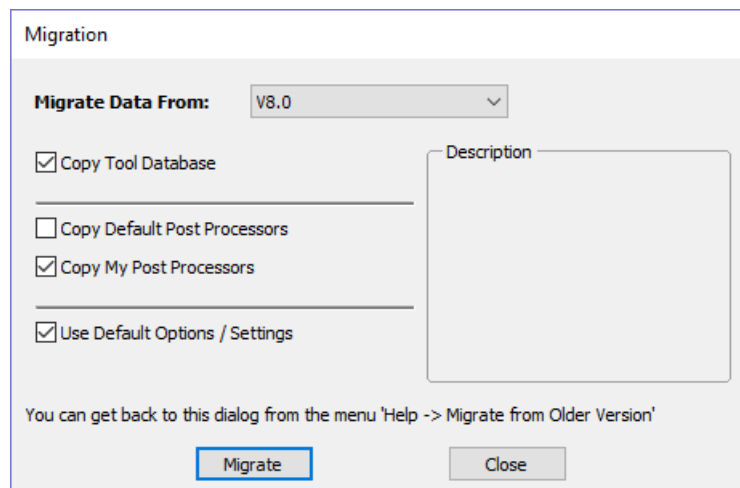 Migration
Migrate Data From: V8.0
Copy Tool Database
Description
Copy Default Post Processors
Copy My Post Processors
Use Default Options / Settings
You can get back to this dialog from the menu 'Help -> Migrate from Older Version'
Migrate Close